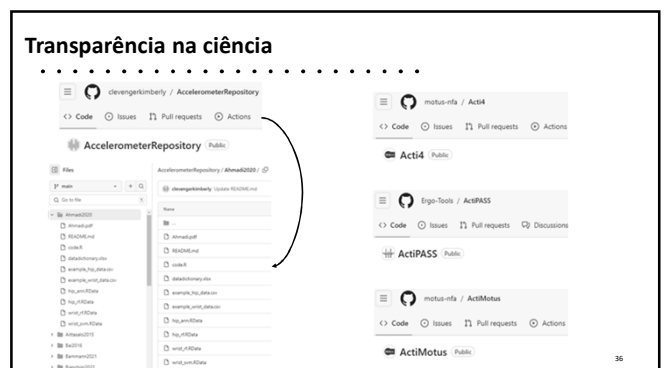 Transparência na ciência
clevengerkimberly / AccelerometerRepository
<> Code Issues Pull requests Actions
AccelerometerRepository Public
Files
main
Go to file
Ahmadi2020
Ahmadi.pdf
README.md
code.R
datadictionary.xlsx
example_hip_data.csv
example_wrist_data.csv
hip_ann.RData
hip_rf.RData
wrist_rf.RData
wrist_svm.RData
Bai2016
Bammann2021
AccelerometerRepository / Ahmadi2020 /
clevengerkimberly Update README.md
Name
..
Ahmadi.pdf
README.md
code.R
datadictionary.xlsx
example_hip_data.csv
example_wrist_data.csv
hip_ann.RData
hip_rf.RData
wrist_rf.RData
wrist_svm.RData
motus-nfa / Acti4
<> Code Issues Pull requests Actions
Acti4 Public
Ergo-Tools / ActiPASS
<> Code Issues Pull requests Discussions
ActiPASS Public
motus-nfa / ActiMotus
<> Code Issues Pull requests Actions
ActiMotus Public
36